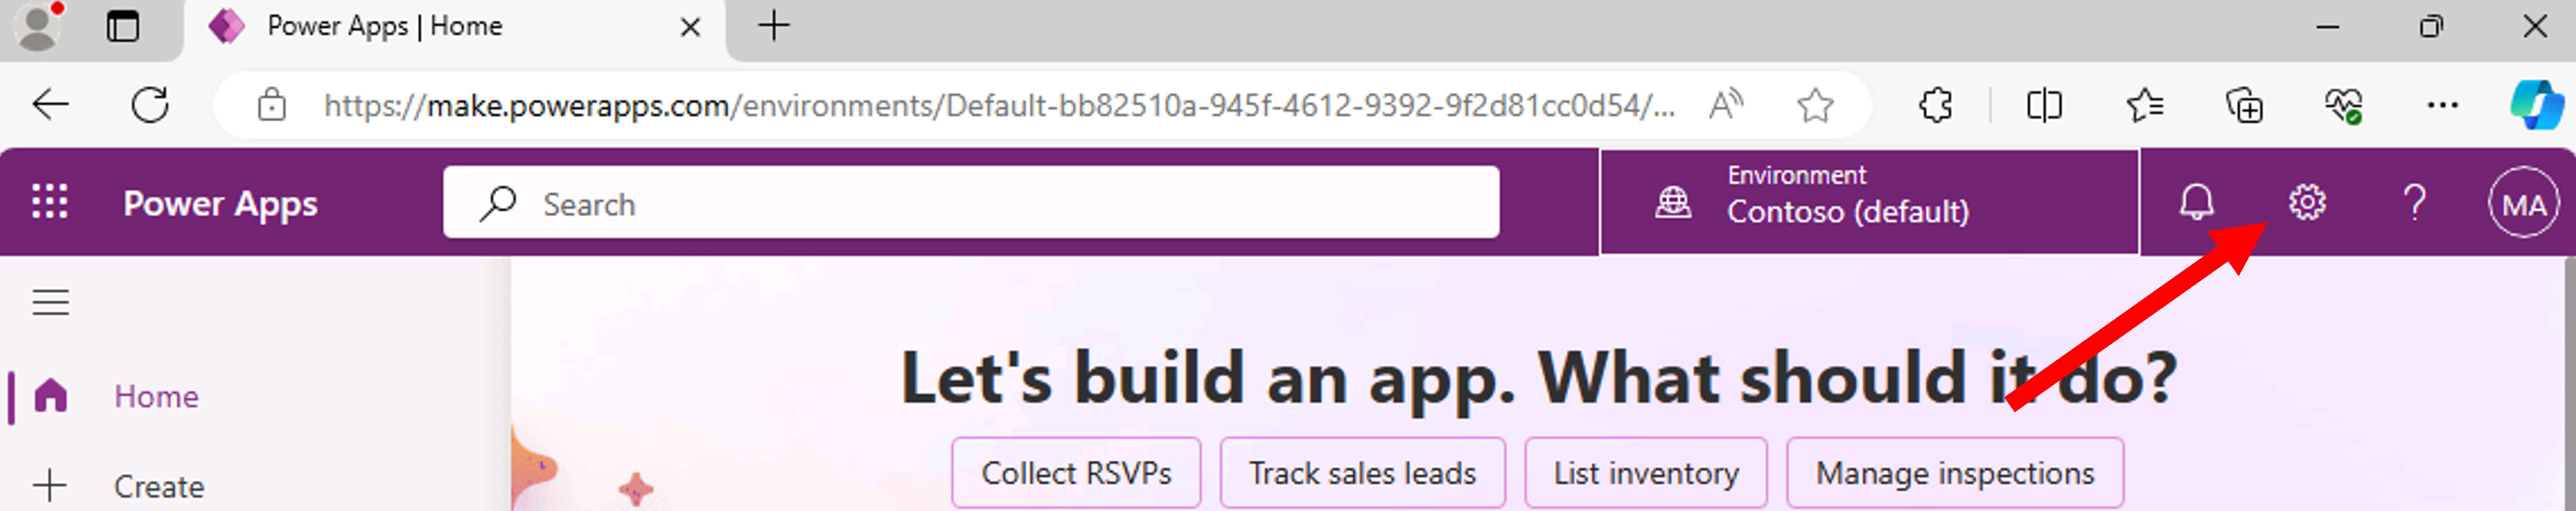 Power Apps | Home
https://make.powerapps.com/environments/Default-bb82510a-945f-4612-9392-9f2d81cc0d54/...
Power Apps
Search
Environment
Contoso (default)
?
MA
Home
Create
Let's build an app. What should it do?
Collect RSVPs
Track sales leads
List inventory
Manage inspections